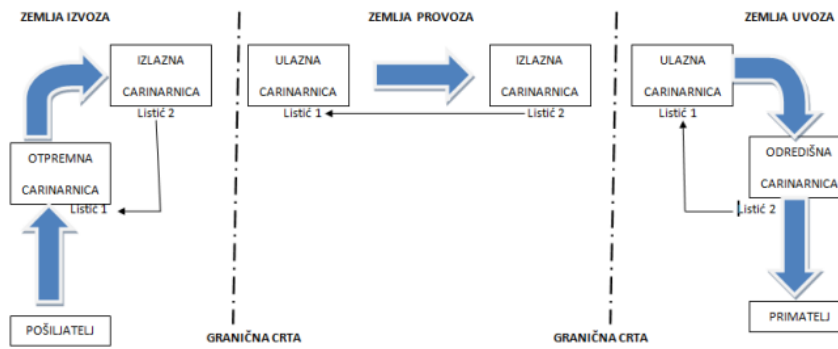 ZEMLJA IZVOZA
ZEMLJA PROVOZA
ZEMLJA UVOZA
IZLAZNA
CARINARNICA
Listić 2
ULAZNA
CARINARNICA
Listić 1
IZLAZNA
CARINARNICA
Listić 2
ULAZNA
CARINARNICA
Listić 1
OTPREMNA
CARINARNICA
Listić 1
ODREDIŠNA
CARINARNICA
Listić 2
POŠILJATELJ
PRIMATELJ
GRANIČNA CRTA
GRANIČNA CRTA